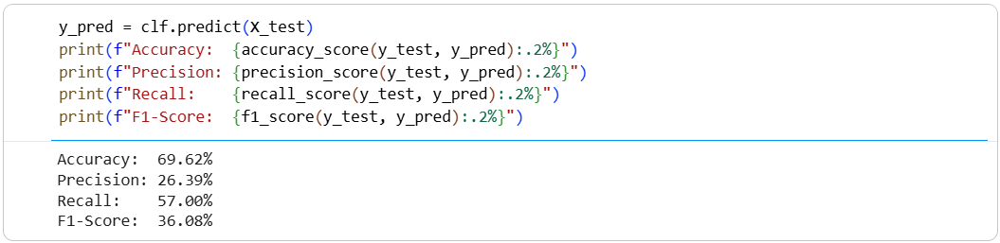 y_pred = clf.predict(X_test)
print(f"Accuracy:  {accuracy_score(y_test, y_pred):.2%}")
print(f"Precision: {precision_score(y_test, y_pred):.2%}")
print(f"Recall:    {recall_score(y_test, y_pred):.2%}")
print(f"F1-Score:  {f1_score(y_test, y_pred):.2%}")
Accuracy:  69.62%
Precision: 26.39%
Recall:    57.00%
F1-Score:  36.08%